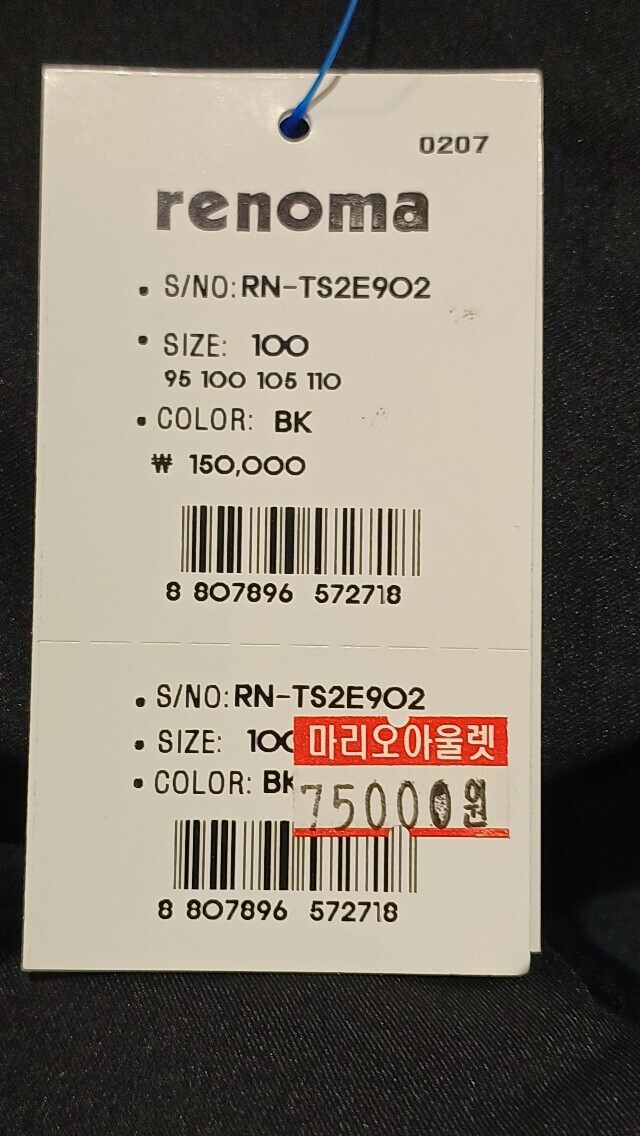 0207
renoma
• S/NO: RN-TS2E902
• SIZE: 100
95 100 105 110
• COLOR: BK
₩ 150,000
8 807896 572718
• S/NO: RN-TS2E902
• SIZE: 100
마리오아울렛
• COLOR: BK
75000원
8 807896 572718